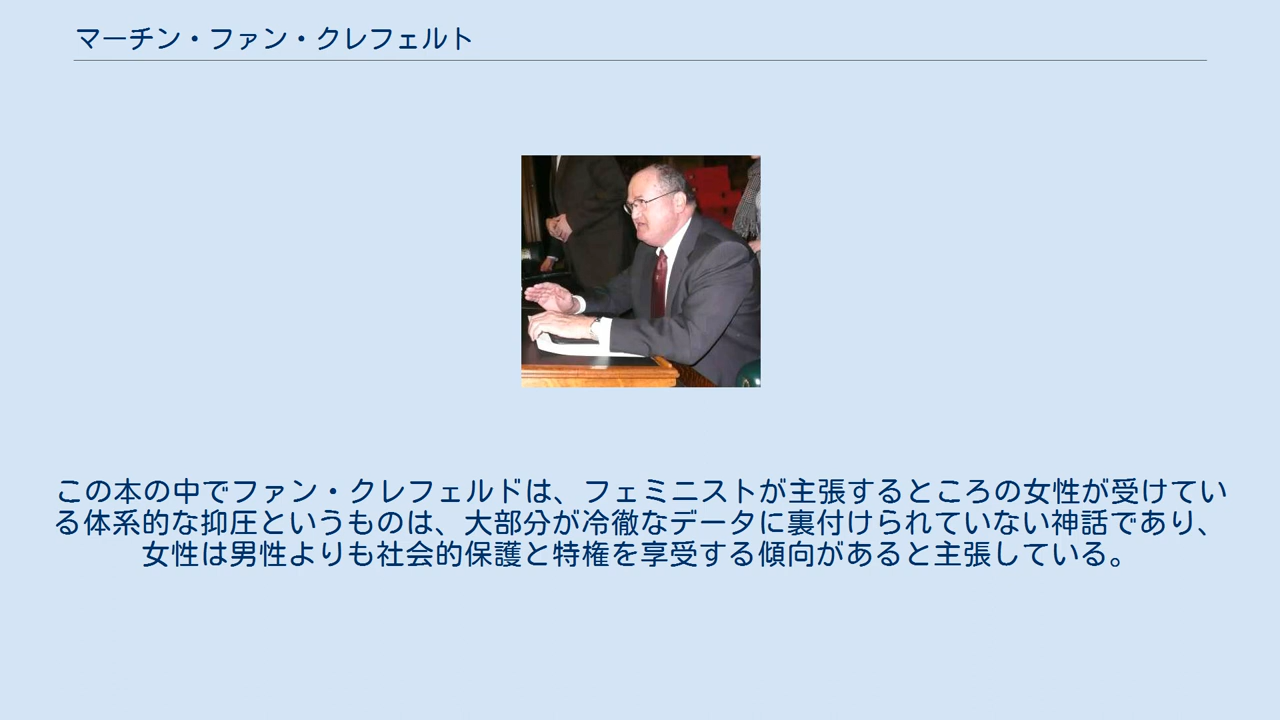 マーチン・ファン・クレフェルト
この本の中でファン・クレフェルドは、フェミニストが主張するところの女性が受けてい
る体系的な抑圧というものは、大部分が冷徹なデータに裏付けられていない神話であり、
女性は男性よりも社会的保護と特権を享受する傾向があると主張している。